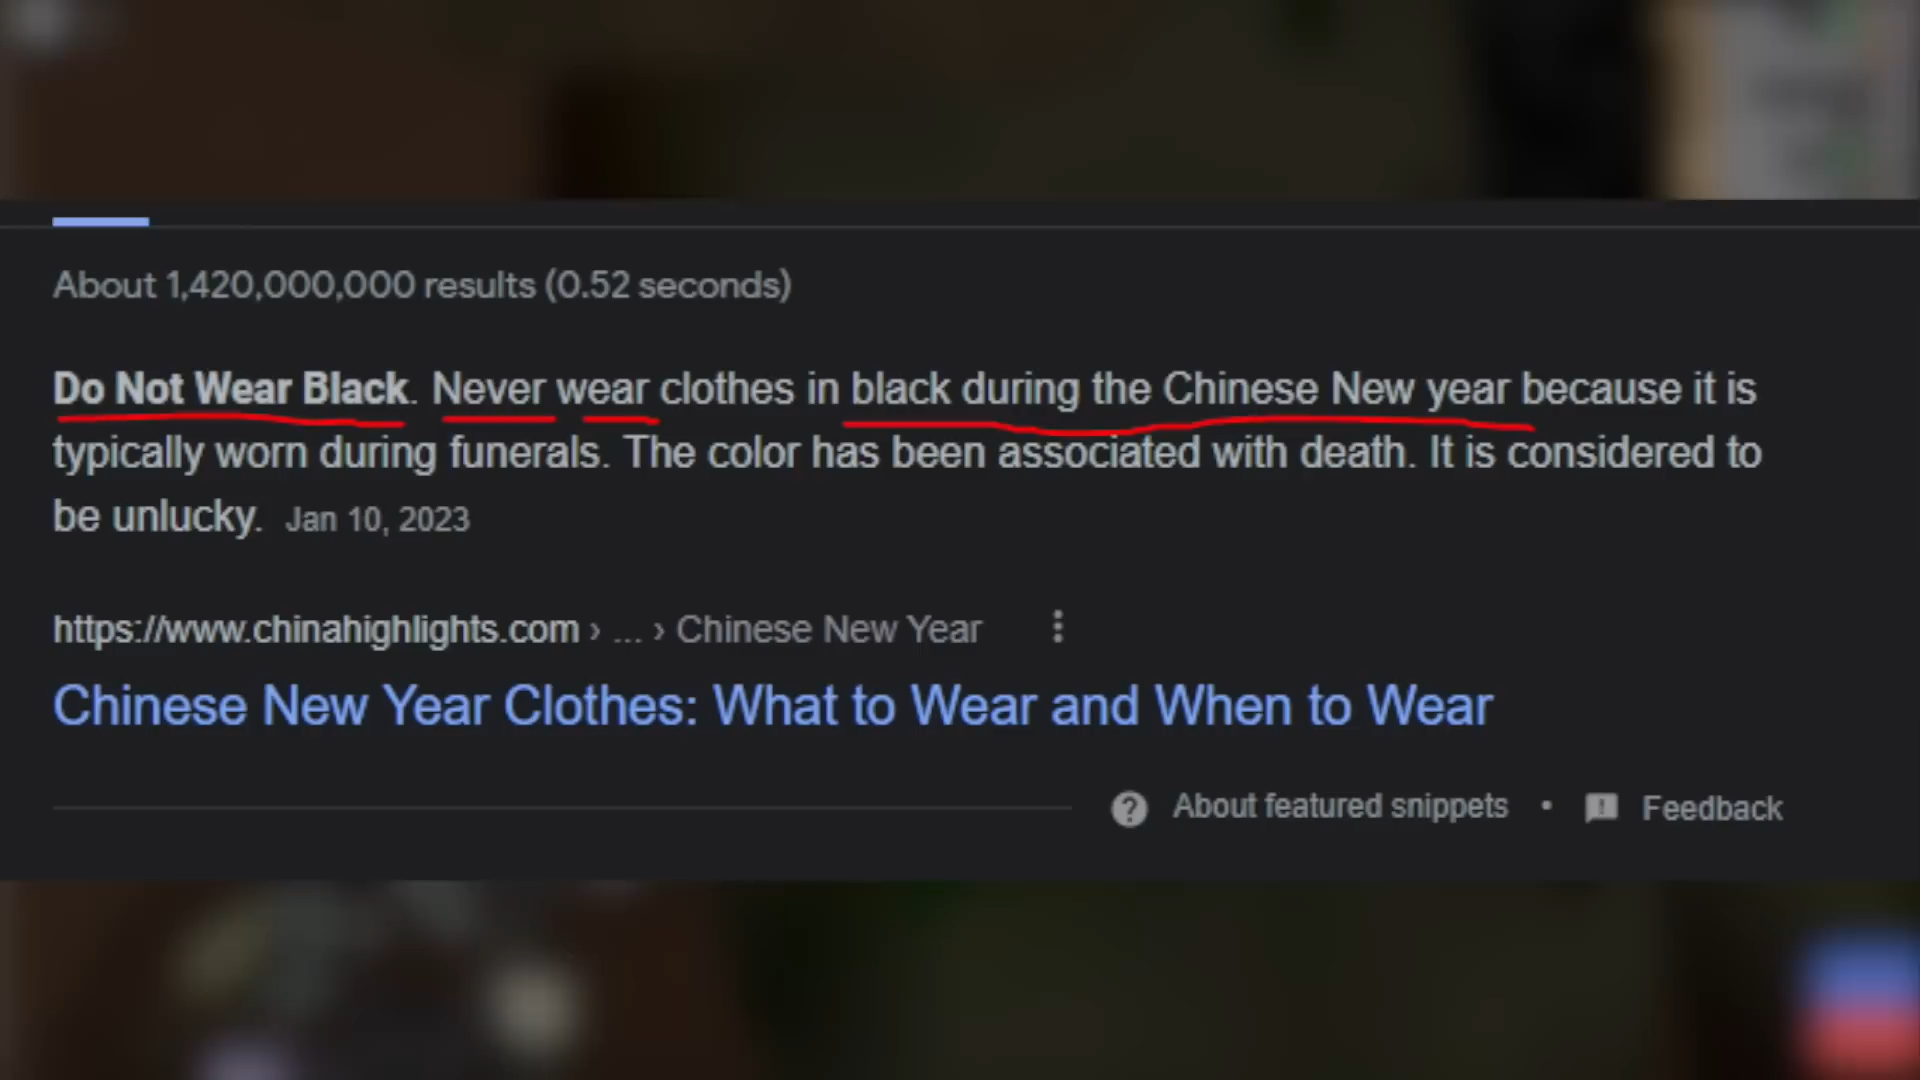 About 1,420,000,000 results (0.52 seconds)
Do Not Wear Black. Never wear clothes in black during the Chinese New year because it is
typically worn during funerals. The color has been associated with death. It is considered to
be unlucky. Jan 10, 2023
https://www.chinahighlights.com › ... › Chinese New Year
Chinese New Year Clothes: What to Wear and When to Wear
About featured snippets • Feedback